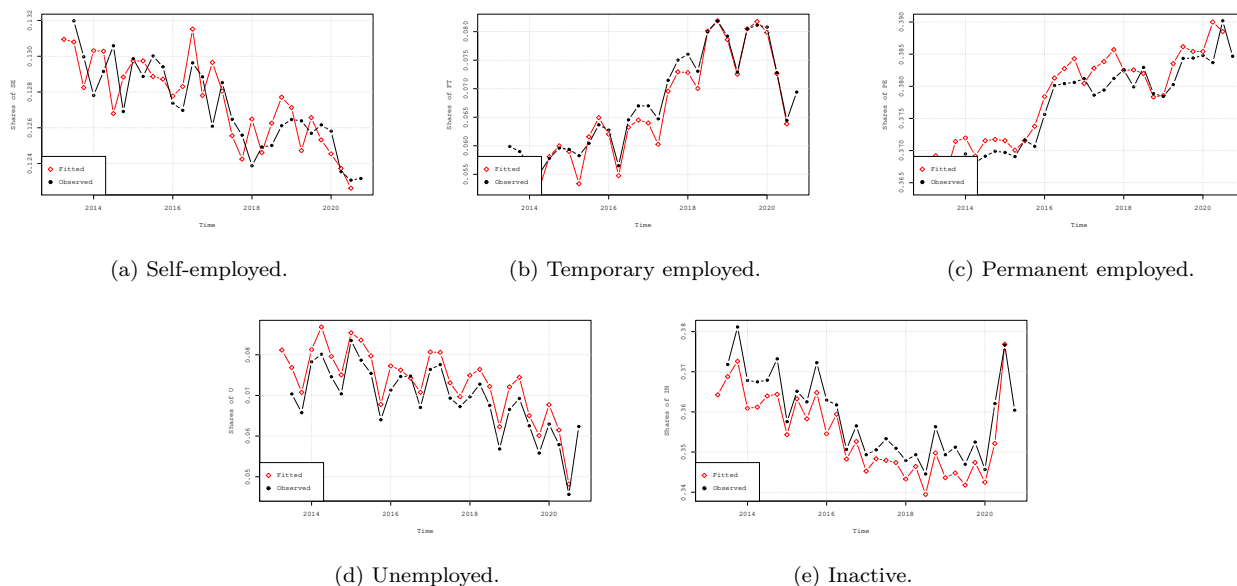 Shares of SE
0.124
0.126
0.128
0.130
0.132
Fitted
Observed
2014
2016
2018
2020
Time
(a) Self-employed.
Shares of FT
0.055
0.060
0.065
0.070
0.075
0.080
Fitted
Observed
2014
2016
2018
2020
Time
(b) Temporary employed.
Shares of PE
0.365
0.370
0.375
0.380
0.385
0.390
Fitted
Observed
2014
2016
2018
2020
Time
(c) Permanent employed.
Shares of U
0.05
0.06
0.07
0.08
Fitted
Observed
2014
2016
2018
2020
Time
(d) Unemployed.
Shares of IN
0.34
0.35
0.36
0.37
0.38
Fitted
Observed
2014
2016
2018
2020
Time
(e) Inactive.